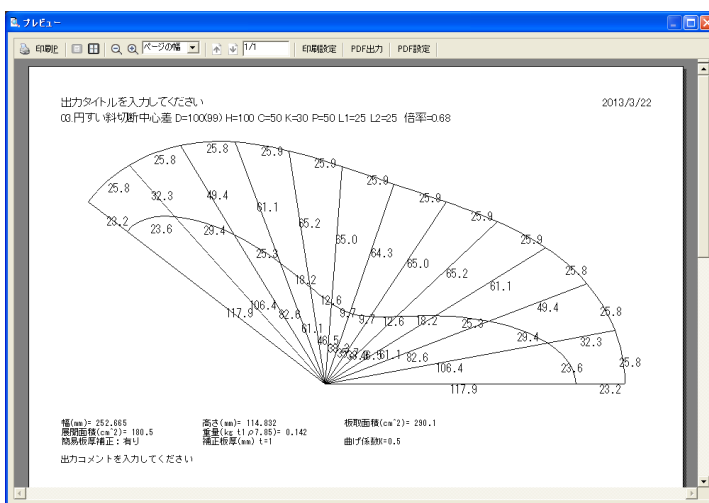 プレビュー
印刷P ページの幅 1/1 印刷設定 PDF出力 PDF設定
出力タイトルを入力してください 2013/3/22
03.円すい斜切断中心差 D=100(99) H=100 C=50 K=30 P=50 L1=25 L2=25 倍率=0.68
25.8 25.9
25.8 25.9
25.8 32.3 49.4 61.1 25.9
23.2 65.2 25.9
23.6 29.4 65.0 64.3 65.0 25.9
25.3 65.2 25.8
18.2 61.1
12.6 49.4 25.8
117.9 106.4 82.6 61.1 9.7 9.7 12.6 18.2 25.3 29.4 32.3
46.5 61.1 82.6 106.4 23.6 25.8
117.9 23.2
幅(mm)= 252.665 高さ(mm)= 114.832 板取面積(cm^2)= 290.1
展開面積(cm^2)= 180.5 重量(kg t1,ρ7.85)= 0.142
簡易板厚補正：有り 補正板厚(mm) t=1 曲げ係数K=0.5
出力コメントを入力してください